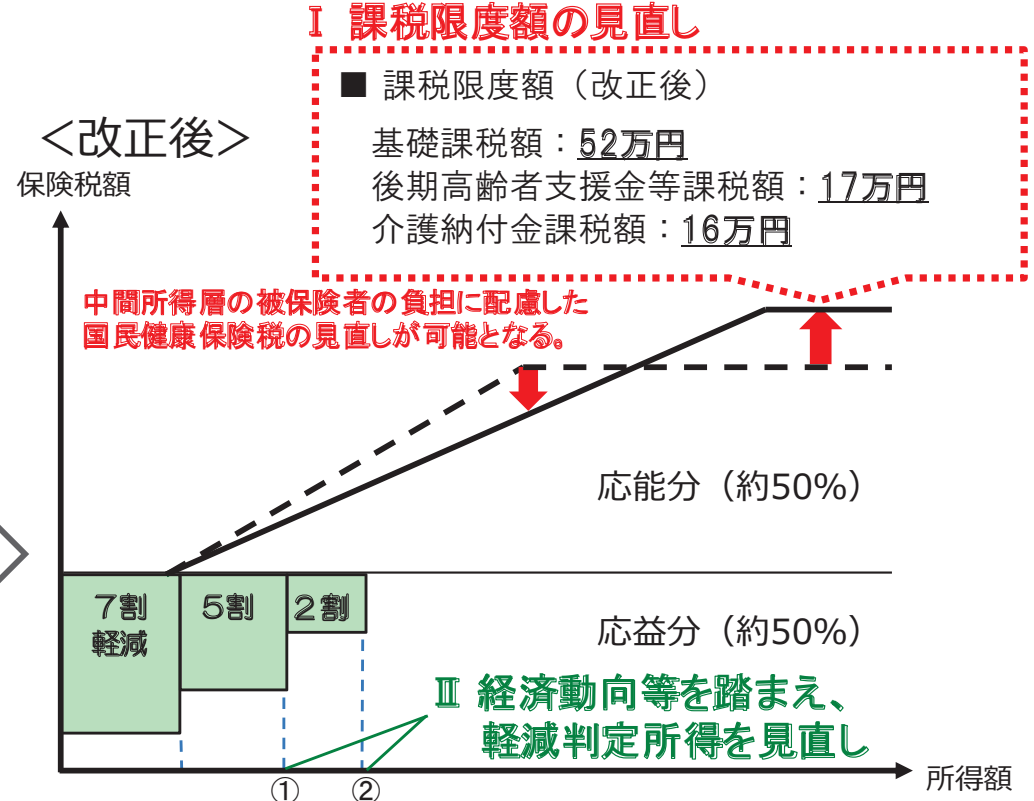 Ⅰ 課税限度額の見直し
■ 課税限度額（改正後）
基礎課税額：52万円
後期高齢者支援金等課税額：17万円
介護納付金課税額：16万円
＜改正後＞
保険税額
中間所得層の被保険者の負担に配慮した
国民健康保険税の見直しが可能となる。
応能分（約50%）
7割
軽減
5割
2割
応益分（約50%）
Ⅱ 経済動向等を踏まえ、
軽減判定所得を見直し
① ②
所得額